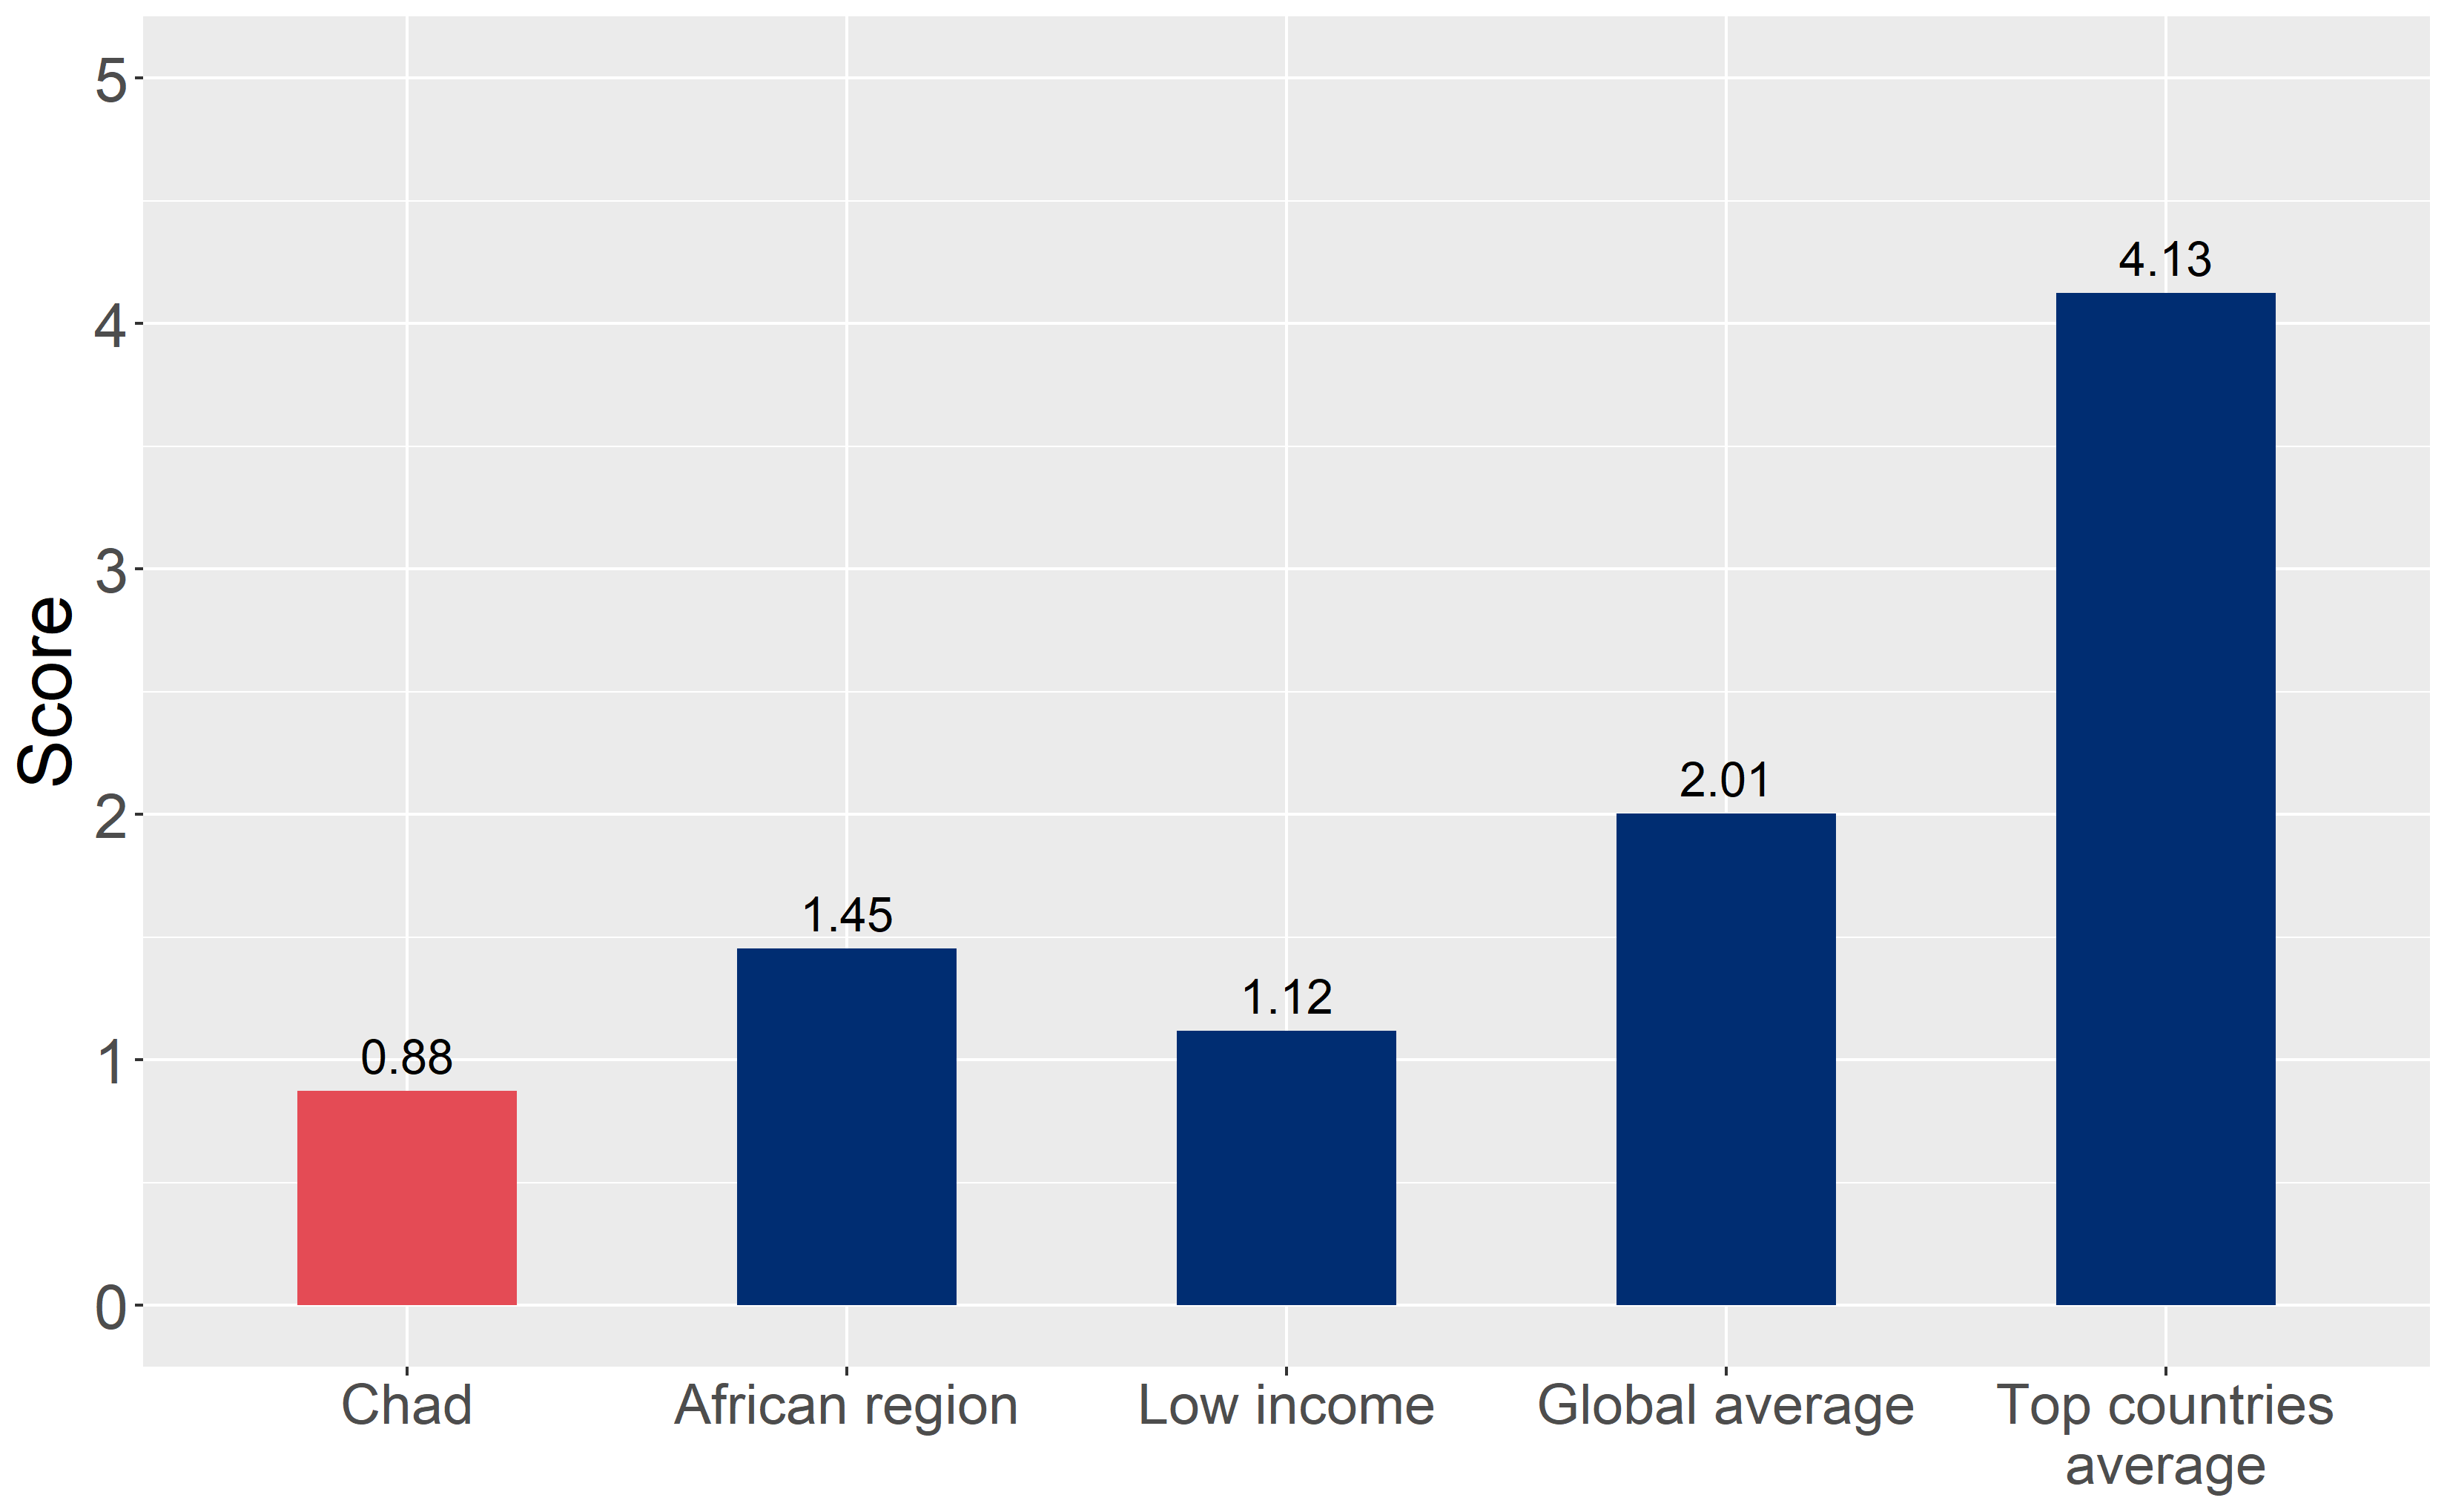 Score
5
4
3
2
1
0
0.88
1.45
1.12
2.01
4.13
Chad
African region
Low income
Global average
Top countries
average